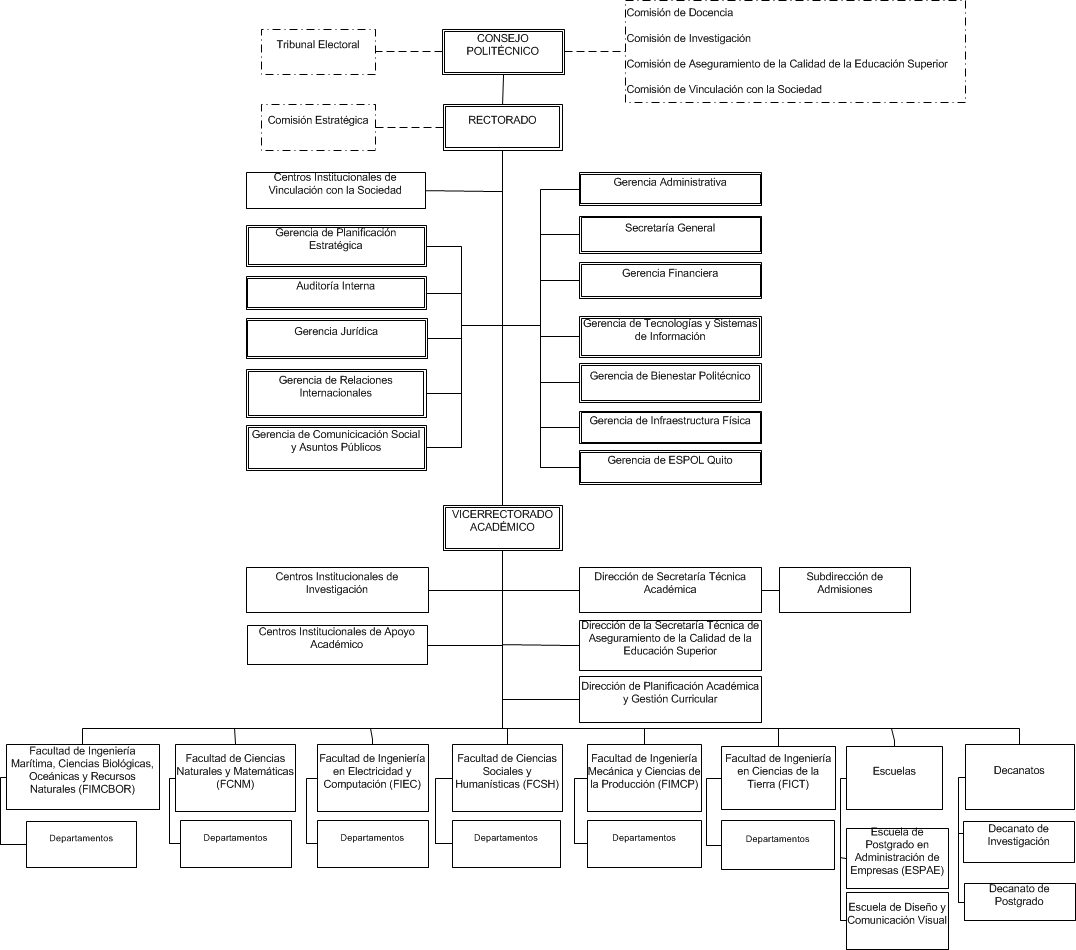 Comisión de Docencia
Comisión de Investigación
Comisión de Aseguramiento de la Calidad de la Educación Superior
Comisión de Vinculación con la Sociedad
Tribunal Electoral
CONSEJO
POLITÉCNICO
Comisión Estratégica
RECTORADO
Centros Institucionales de
Vinculación con la Sociedad
Gerencia de Planificación
Estratégica
Auditoría Interna
Gerencia Jurídica
Gerencia de Relaciones
Internacionales
Gerencia de Comunicicación Social
y Asuntos Públicos
Gerencia Administrativa
Secretaría General
Gerencia Financiera
Gerencia de Tecnologías y Sistemas
de Información
Gerencia de Bienestar Politécnico
Gerencia de Infraestructura Física
Gerencia de ESPOL Quito
VICERRECTORADO
ACADÉMICO
Centros Institucionales de
Investigación
Centros Institucionales de Apoyo
Académico
Dirección de Secretaría Técnica
Académica
Subdirección de
Admisiones
Dirección de la Secretaría Técnica de
Aseguramiento de la Calidad de la
Educación Superior
Dirección de Planificación Académica
y Gestión Curricular
Facultad de Ingeniería
Marítima, Ciencias Biológicas,
Oceánicas y Recursos
Naturales (FIMCBOR)
Departamentos
Facultad de Ciencias
Naturales y Matemáticas
(FCNM)
Departamentos
Facultad de Ingeniería
en Electricidad y
Computación (FIEC)
Departamentos
Facultad de Ciencias
Sociales y
Humanísticas (FCSH)
Departamentos
Facultad de Ingeniería
Mecánica y Ciencias de
la Producción (FIMCP)
Departamentos
Facultad de Ingeniería
en Ciencias de la
Tierra (FICT)
Departamentos
Escuelas
Escuela de
Postgrado en
Administración de
Empresas (ESPAE)
Escuela de Diseño y
Comunicación Visual
Decanatos
Decanato de
Investigación
Decanato de
Postgrado